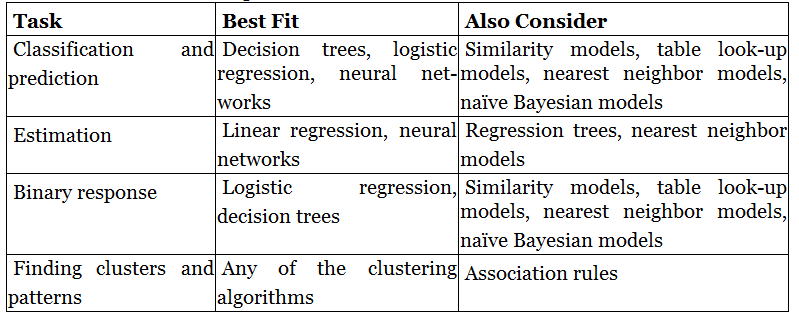 Task
Best Fit
Also Consider
Classification and
prediction
Decision trees, logistic
regression, neural net-
works
Similarity models, table look-up
models, nearest neighbor models,
naïve Bayesian models
Estimation
Linear regression, neural
networks
Regression trees, nearest neighbor
models
Binary response
Logistic regression,
decision trees
Similarity models, table look-up
models, nearest neighbor models,
naïve Bayesian models
Finding clusters and
patterns
Any of the clustering
algorithms
Association rules